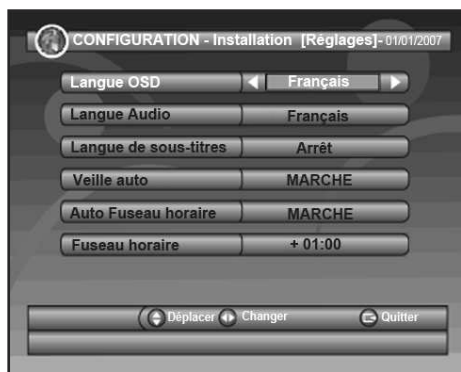 CONFIGURATION - Installation [Réglages]- 01/01/2007
Langue OSD Français
Langue Audio Français
Langue de sous-titres Arrêt
Veille auto MARCHE
Auto Fuseau horaire MARCHE
Fuseau horaire + 01:00
Déplacer Changer Quitter